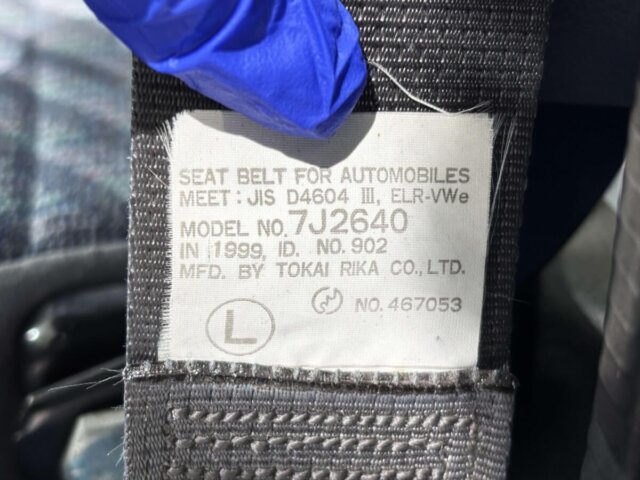 SEAT BELT FOR AUTOMOBILES
MEET : JIS D4604 III, ELR-VWe
MODEL NO. 7J2640
IN 1999, ID. NO. 902
MFD. BY TOKAI RIKA CO., LTD.
NO. 467053
L